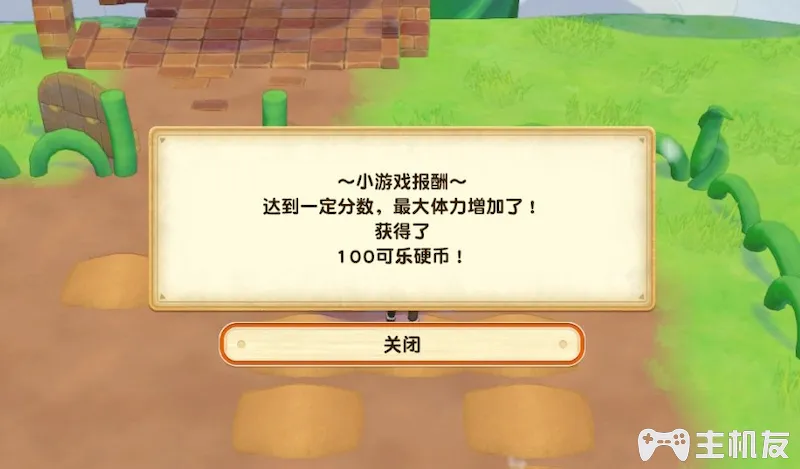 ～小游戏报酬～
达到一定分数，最大体力增加了！
获得了
100可乐硬币！
关闭
主机友